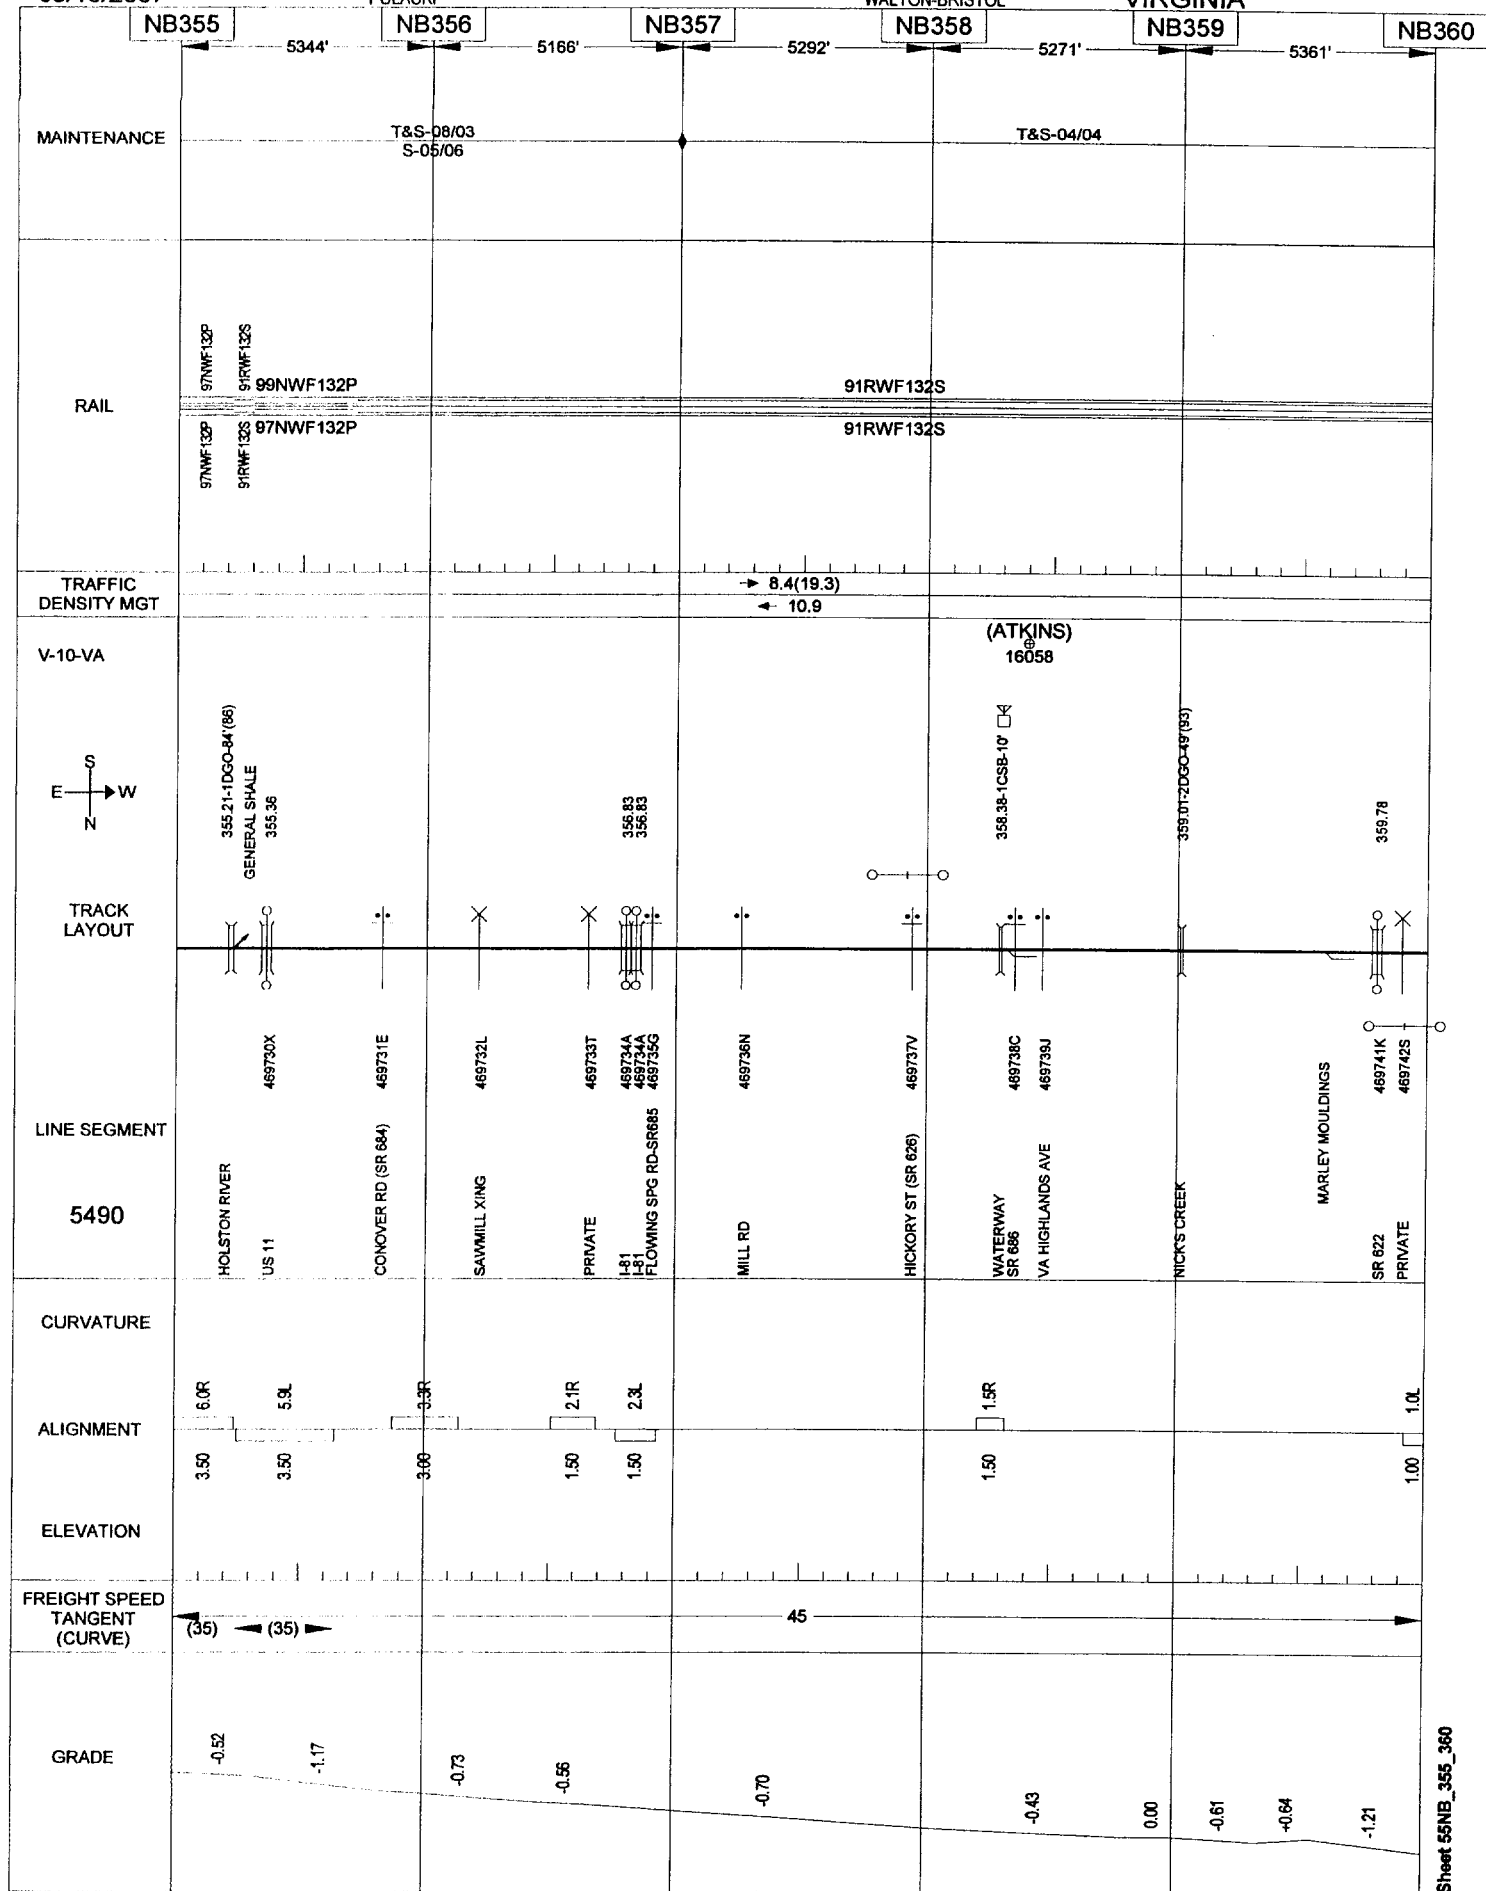 VIRGINIA
NB355 NB356 NB357 NB358 NB359 NB360
5344' 5166' 5292' 5271' 5361'
MAINTENANCE
T&S-08/03
S-05/06
T&S-04/04
RAIL
97NWF132P
91RWF132S
99NWF132P
91RWF132S
97NWF132P
91RWF132S
97NWF132P
91RWF132S
TRAFFIC
DENSITY MGT
8.4(19.3)
10.9
V-10-VA
(ATKINS)
16058
S
E W
N
355.21-1DGO-84'(86)
GENERAL SHALE
355.36
356.83
356.83
358.38-1CSB-10'
359.01-2DGO-49'(93)
359.78
TRACK
LAYOUT
469730X
469731E
469732L
469733T
469734A
469734A
469735G
469736N
469737V
469738C
469739J
469741K
469742S
LINE SEGMENT
5490
HOLSTON RIVER
US 11
CONOVER RD (SR 684)
SAWMILL XING
PRIVATE
I-81
I-81
FLOWING SPG RD-SR685
MILL RD
HICKORY ST (SR 626)
WATERWAY
SR 686
VA HIGHLANDS AVE
NICK'S CREEK
MARLEY MOULDINGS
SR 622
PRIVATE
CURVATURE
6.0R
5.9L
3.3R
2.1R
2.3L
1.5R
1.0L
ALIGNMENT
3.50
3.50
3.00
1.50
1.50
1.50
1.00
ELEVATION
FREIGHT SPEED
TANGENT
(CURVE)
(35) (35) 45
GRADE
-0.52
-1.17
-0.73
-0.56
-0.70
-0.43
0.00
-0.61
+0.64
-1.21
Sheet 55NB_355_360